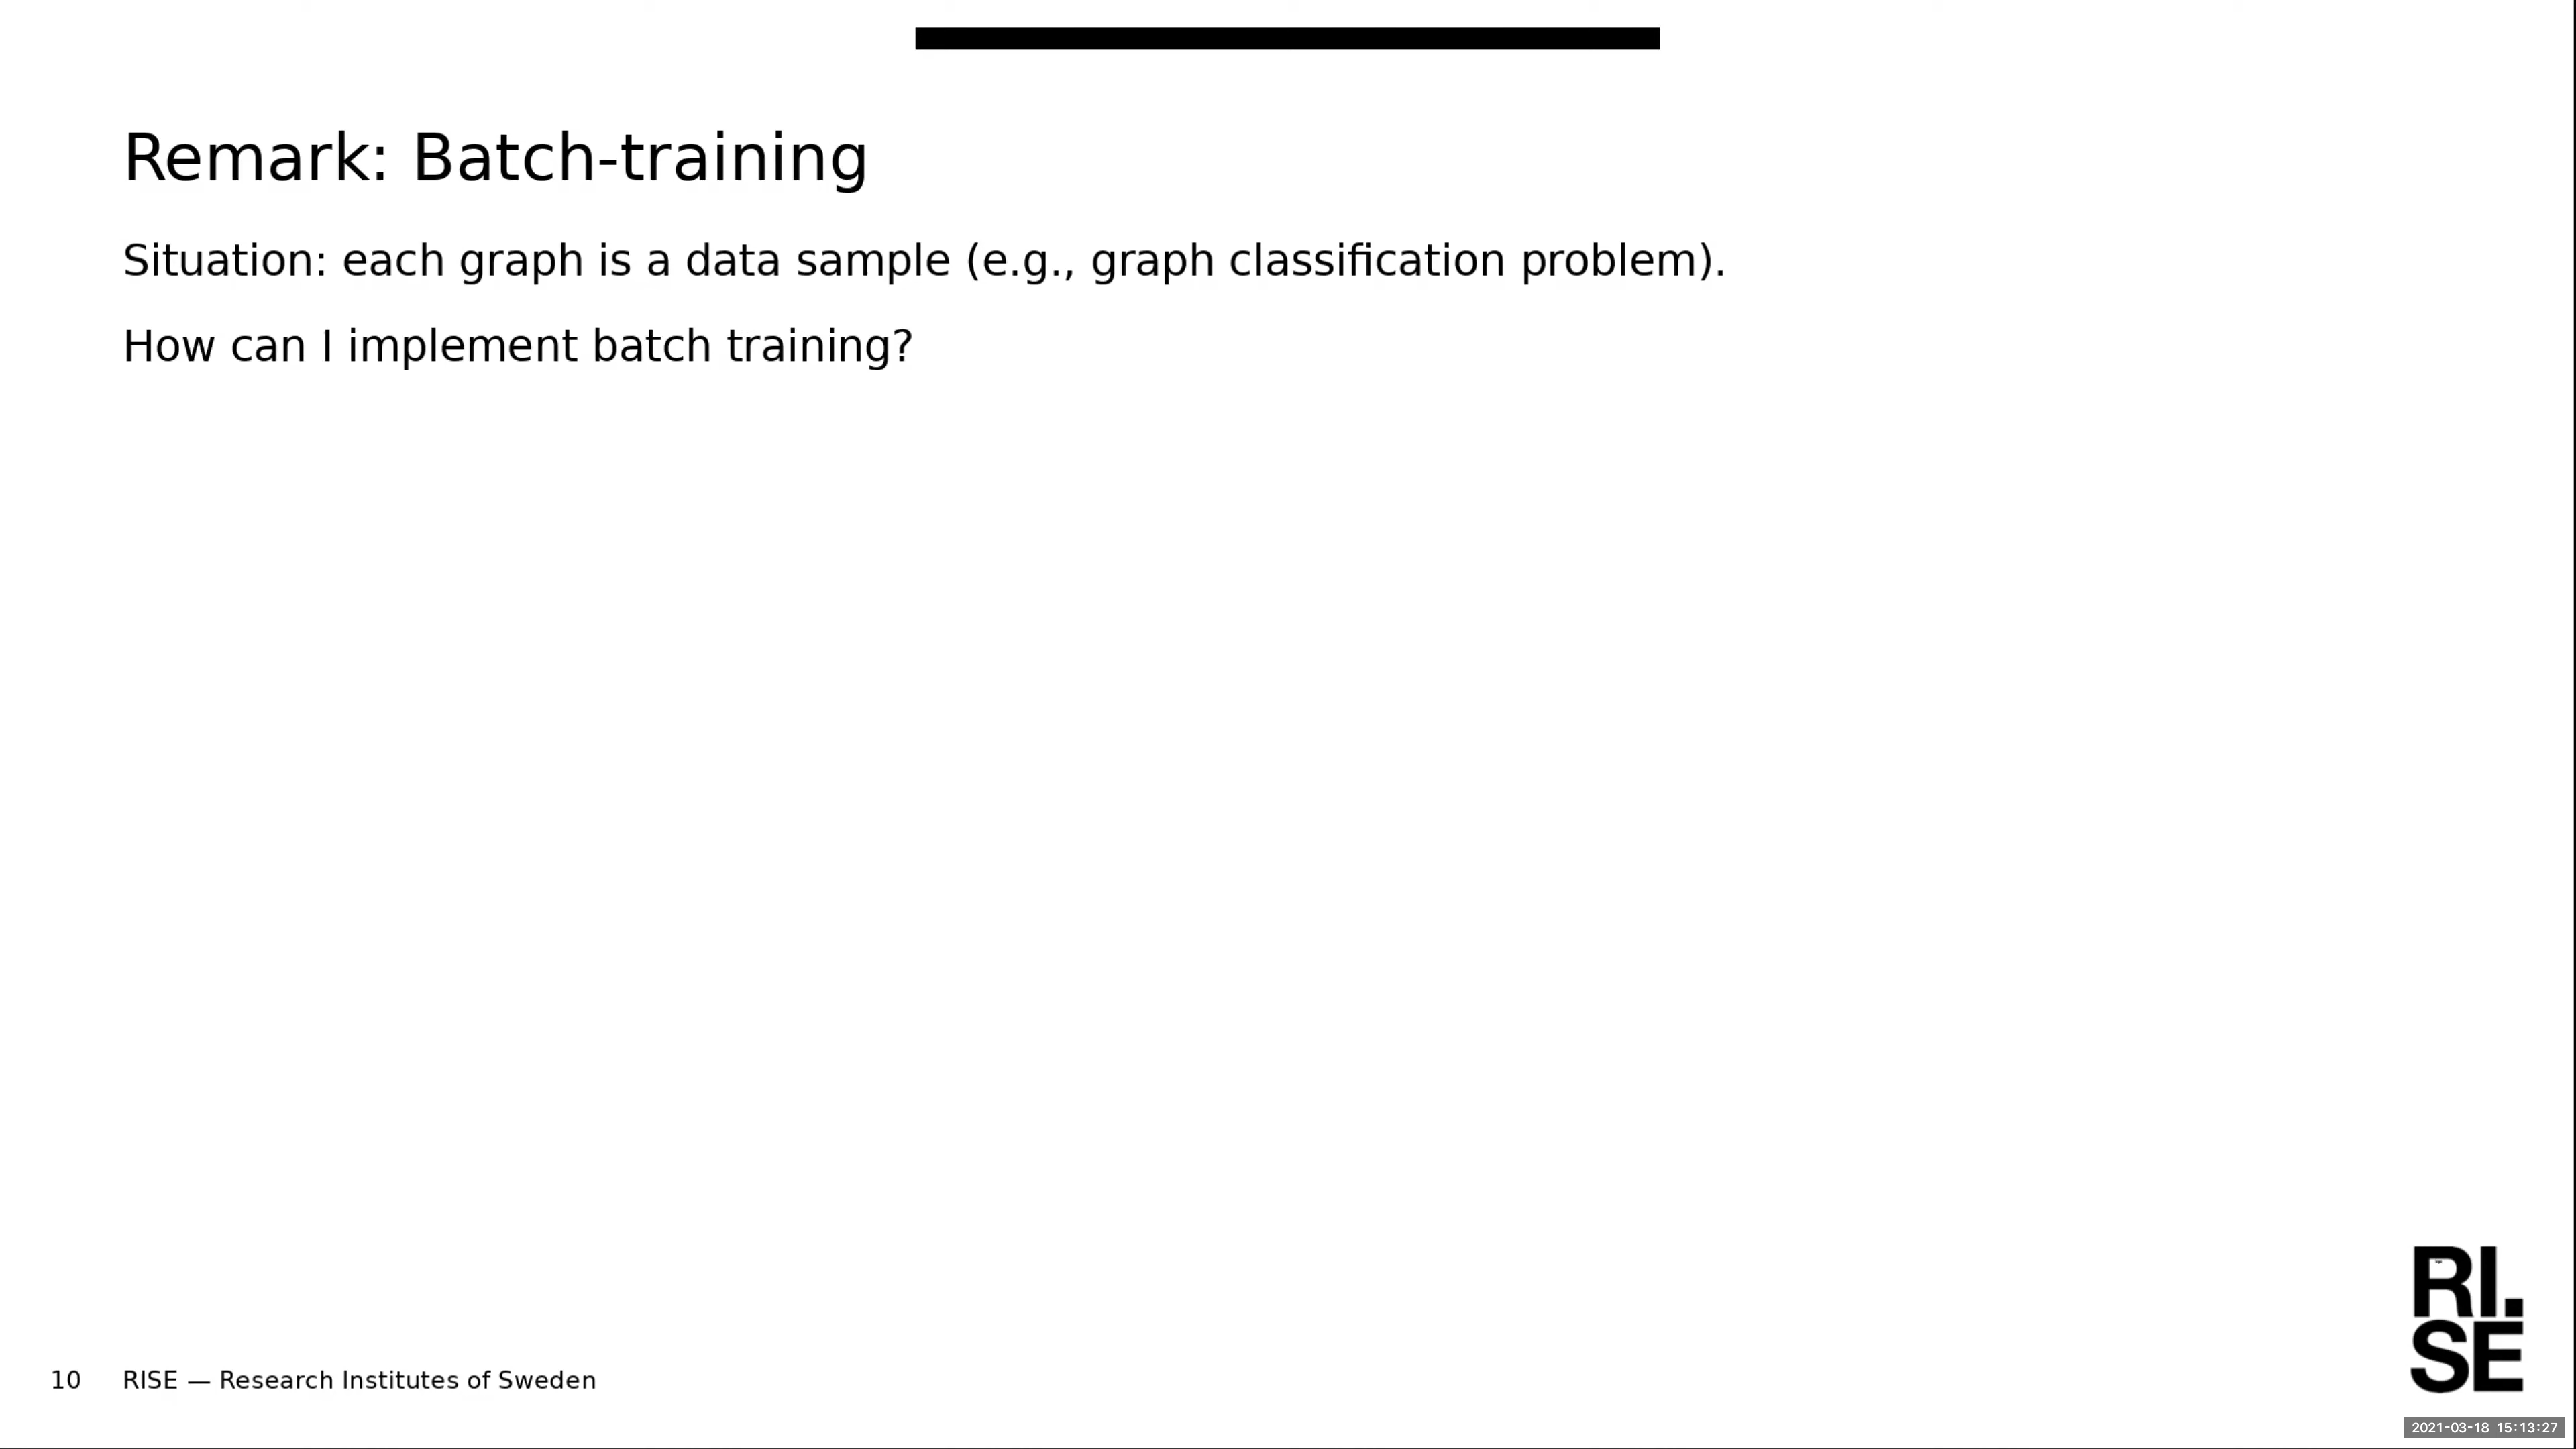 Remark: Batch-training
Situation: each graph is a data sample (e.g., graph classification problem).
How can I implement batch training?
10 RISE — Research Institutes of Sweden
RI.
SE
2021-03-18 15:13:27